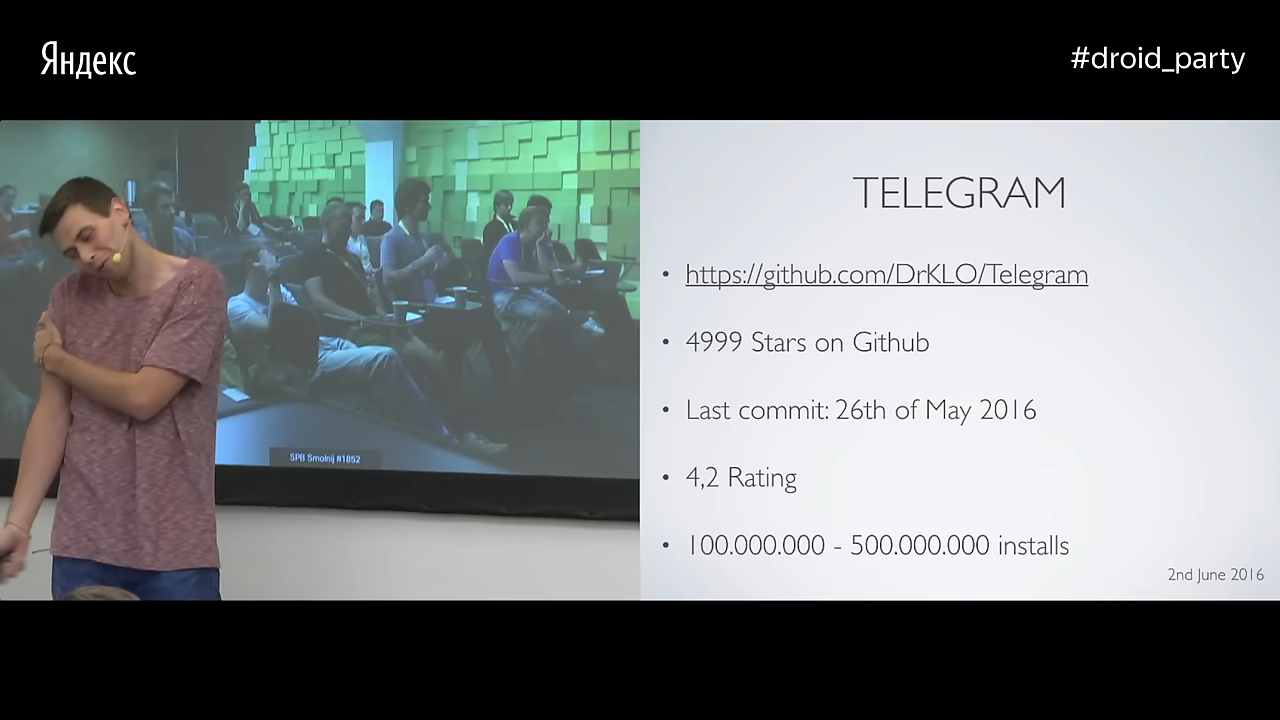 Яндекс
#droid_party
TELEGRAM
• https://github.com/DrKLO/Telegram
• 4999 Stars on Github
• Last commit: 26th of May 2016
• 4,2 Rating
• 100.000.000 - 500.000.000 installs
2nd June 2016
SPB Smolnij #1852